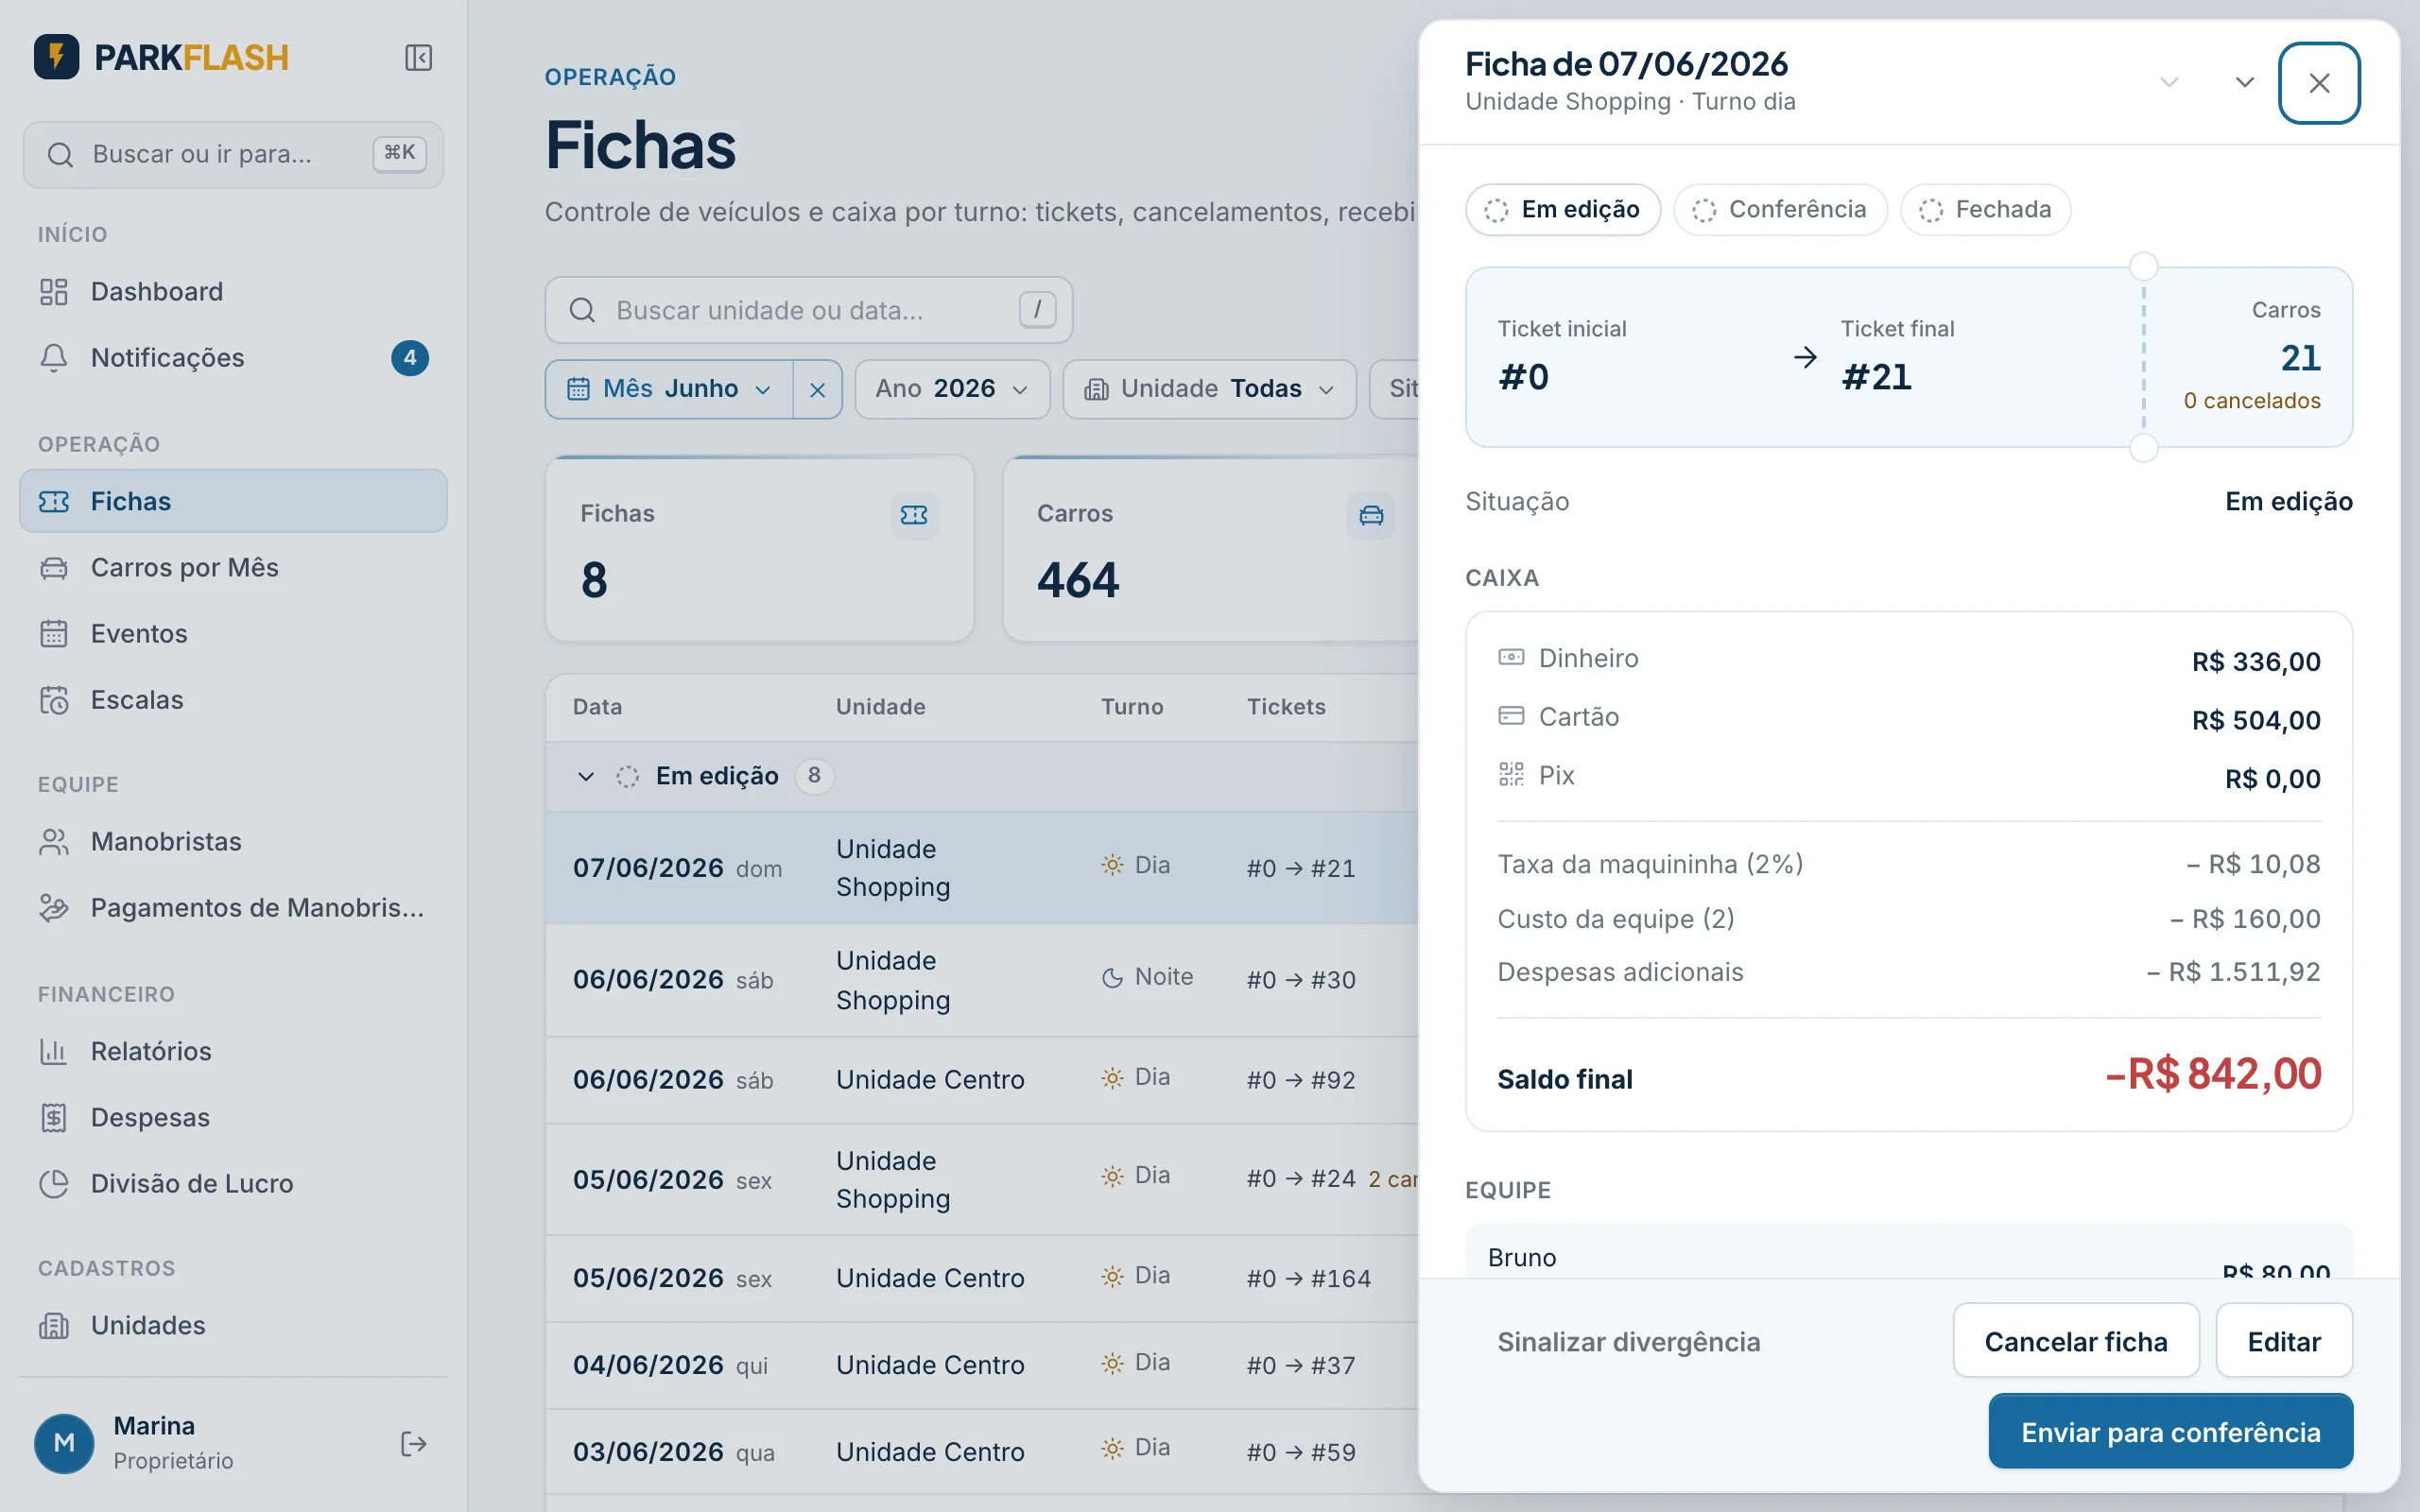 PARKFLASH
Buscar ou ir para... ⌘K
INÍCIO
Dashboard
Notificações 4
OPERAÇÃO
Fichas
Carros por Mês
Eventos
Escalas
EQUIPE
Manobristas
Pagamentos de Manobris...
FINANCEIRO
Relatórios
Despesas
Divisão de Lucro
CADASTROS
Unidades
M
Marina
Proprietário
OPERAÇÃO
Fichas
Controle de veículos e caixa por turno: tickets, cancelamentos, recebi
Buscar unidade ou data... /
Mês Junho
Ano 2026
Unidade Todas
Sit
Fichas
8
Carros
464
Data Unidade Turno Tickets
Em edição 8
07/06/2026 dom Unidade Shopping Dia #0 → #21
06/06/2026 sáb Unidade Shopping Noite #0 → #30
06/06/2026 sáb Unidade Centro Dia #0 → #92
05/06/2026 sex Unidade Shopping Dia #0 → #24 2 can
05/06/2026 sex Unidade Centro Dia #0 → #164
04/06/2026 qui Unidade Centro Dia #0 → #37
03/06/2026 qua Unidade Centro Dia #0 → #59
Ficha de 07/06/2026
Unidade Shopping · Turno dia
Em edição
Conferência
Fechada
Ticket inicial
#0
→
Ticket final
#21
Carros
21
0 cancelados
Situação Em edição
CAIXA
Dinheiro R$ 336,00
Cartão R$ 504,00
Pix R$ 0,00
Taxa da maquininha (2%) – R$ 10,08
Custo da equipe (2) – R$ 160,00
Despesas adicionais – R$ 1.511,92
Saldo final –R$ 842,00
EQUIPE
Bruno R$ 80,00
Sinalizar divergência
Cancelar ficha
Editar
Enviar para conferência